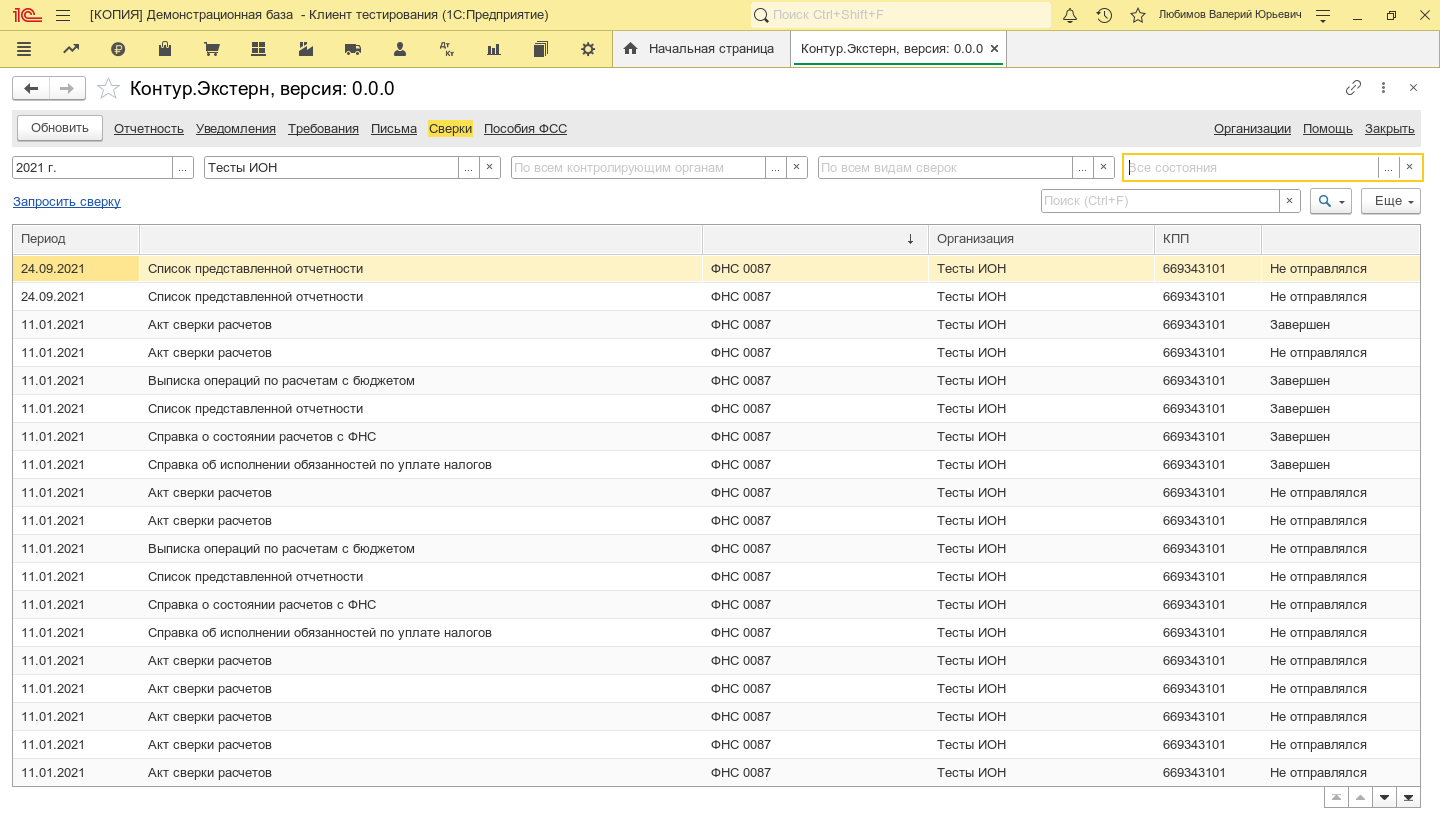 [КОПИЯ] Демонстрационная база - Клиент тестирования (1С:Предприятие) Поиск Ctrl+Shift+F Любимов Валерий Юрьевич
Начальная страница Контур.Экстерн, версия: 0.0.0 ×
Контур.Экстерн, версия: 0.0.0
Обновить Отчетность Уведомления Требования Письма Сверки Пособия ФСС Организации Помощь Закрыть
2021 г. ... Тесты ИОН ... × По всем контролирующим органам ... × По всем видам сверок ... × Все состояния ... ×
Запросить сверку Поиск (Ctrl+F) × Еще
Период ↓ Организация КПП
24.09.2021 Список представленной отчетности ФНС 0087 Тесты ИОН 669343101 Не отправлялся
24.09.2021 Список представленной отчетности ФНС 0087 Тесты ИОН 669343101 Не отправлялся
11.01.2021 Акт сверки расчетов ФНС 0087 Тесты ИОН 669343101 Завершен
11.01.2021 Акт сверки расчетов ФНС 0087 Тесты ИОН 669343101 Не отправлялся
11.01.2021 Выписка операций по расчетам с бюджетом ФНС 0087 Тесты ИОН 669343101 Завершен
11.01.2021 Список представленной отчетности ФНС 0087 Тесты ИОН 669343101 Завершен
11.01.2021 Справка о состоянии расчетов с ФНС ФНС 0087 Тесты ИОН 669343101 Завершен
11.01.2021 Справка об исполнении обязанностей по уплате налогов ФНС 0087 Тесты ИОН 669343101 Завершен
11.01.2021 Акт сверки расчетов ФНС 0087 Тесты ИОН 669343101 Не отправлялся
11.01.2021 Акт сверки расчетов ФНС 0087 Тесты ИОН 669343101 Не отправлялся
11.01.2021 Выписка операций по расчетам с бюджетом ФНС 0087 Тесты ИОН 669343101 Не отправлялся
11.01.2021 Список представленной отчетности ФНС 0087 Тесты ИОН 669343101 Не отправлялся
11.01.2021 Справка о состоянии расчетов с ФНС ФНС 0087 Тесты ИОН 669343101 Не отправлялся
11.01.2021 Справка об исполнении обязанностей по уплате налогов ФНС 0087 Тесты ИОН 669343101 Не отправлялся
11.01.2021 Акт сверки расчетов ФНС 0087 Тесты ИОН 669343101 Не отправлялся
11.01.2021 Акт сверки расчетов ФНС 0087 Тесты ИОН 669343101 Не отправлялся
11.01.2021 Акт сверки расчетов ФНС 0087 Тесты ИОН 669343101 Не отправлялся
11.01.2021 Акт сверки расчетов ФНС 0087 Тесты ИОН 669343101 Не отправлялся
11.01.2021 Акт сверки расчетов ФНС 0087 Тесты ИОН 669343101 Не отправлялся